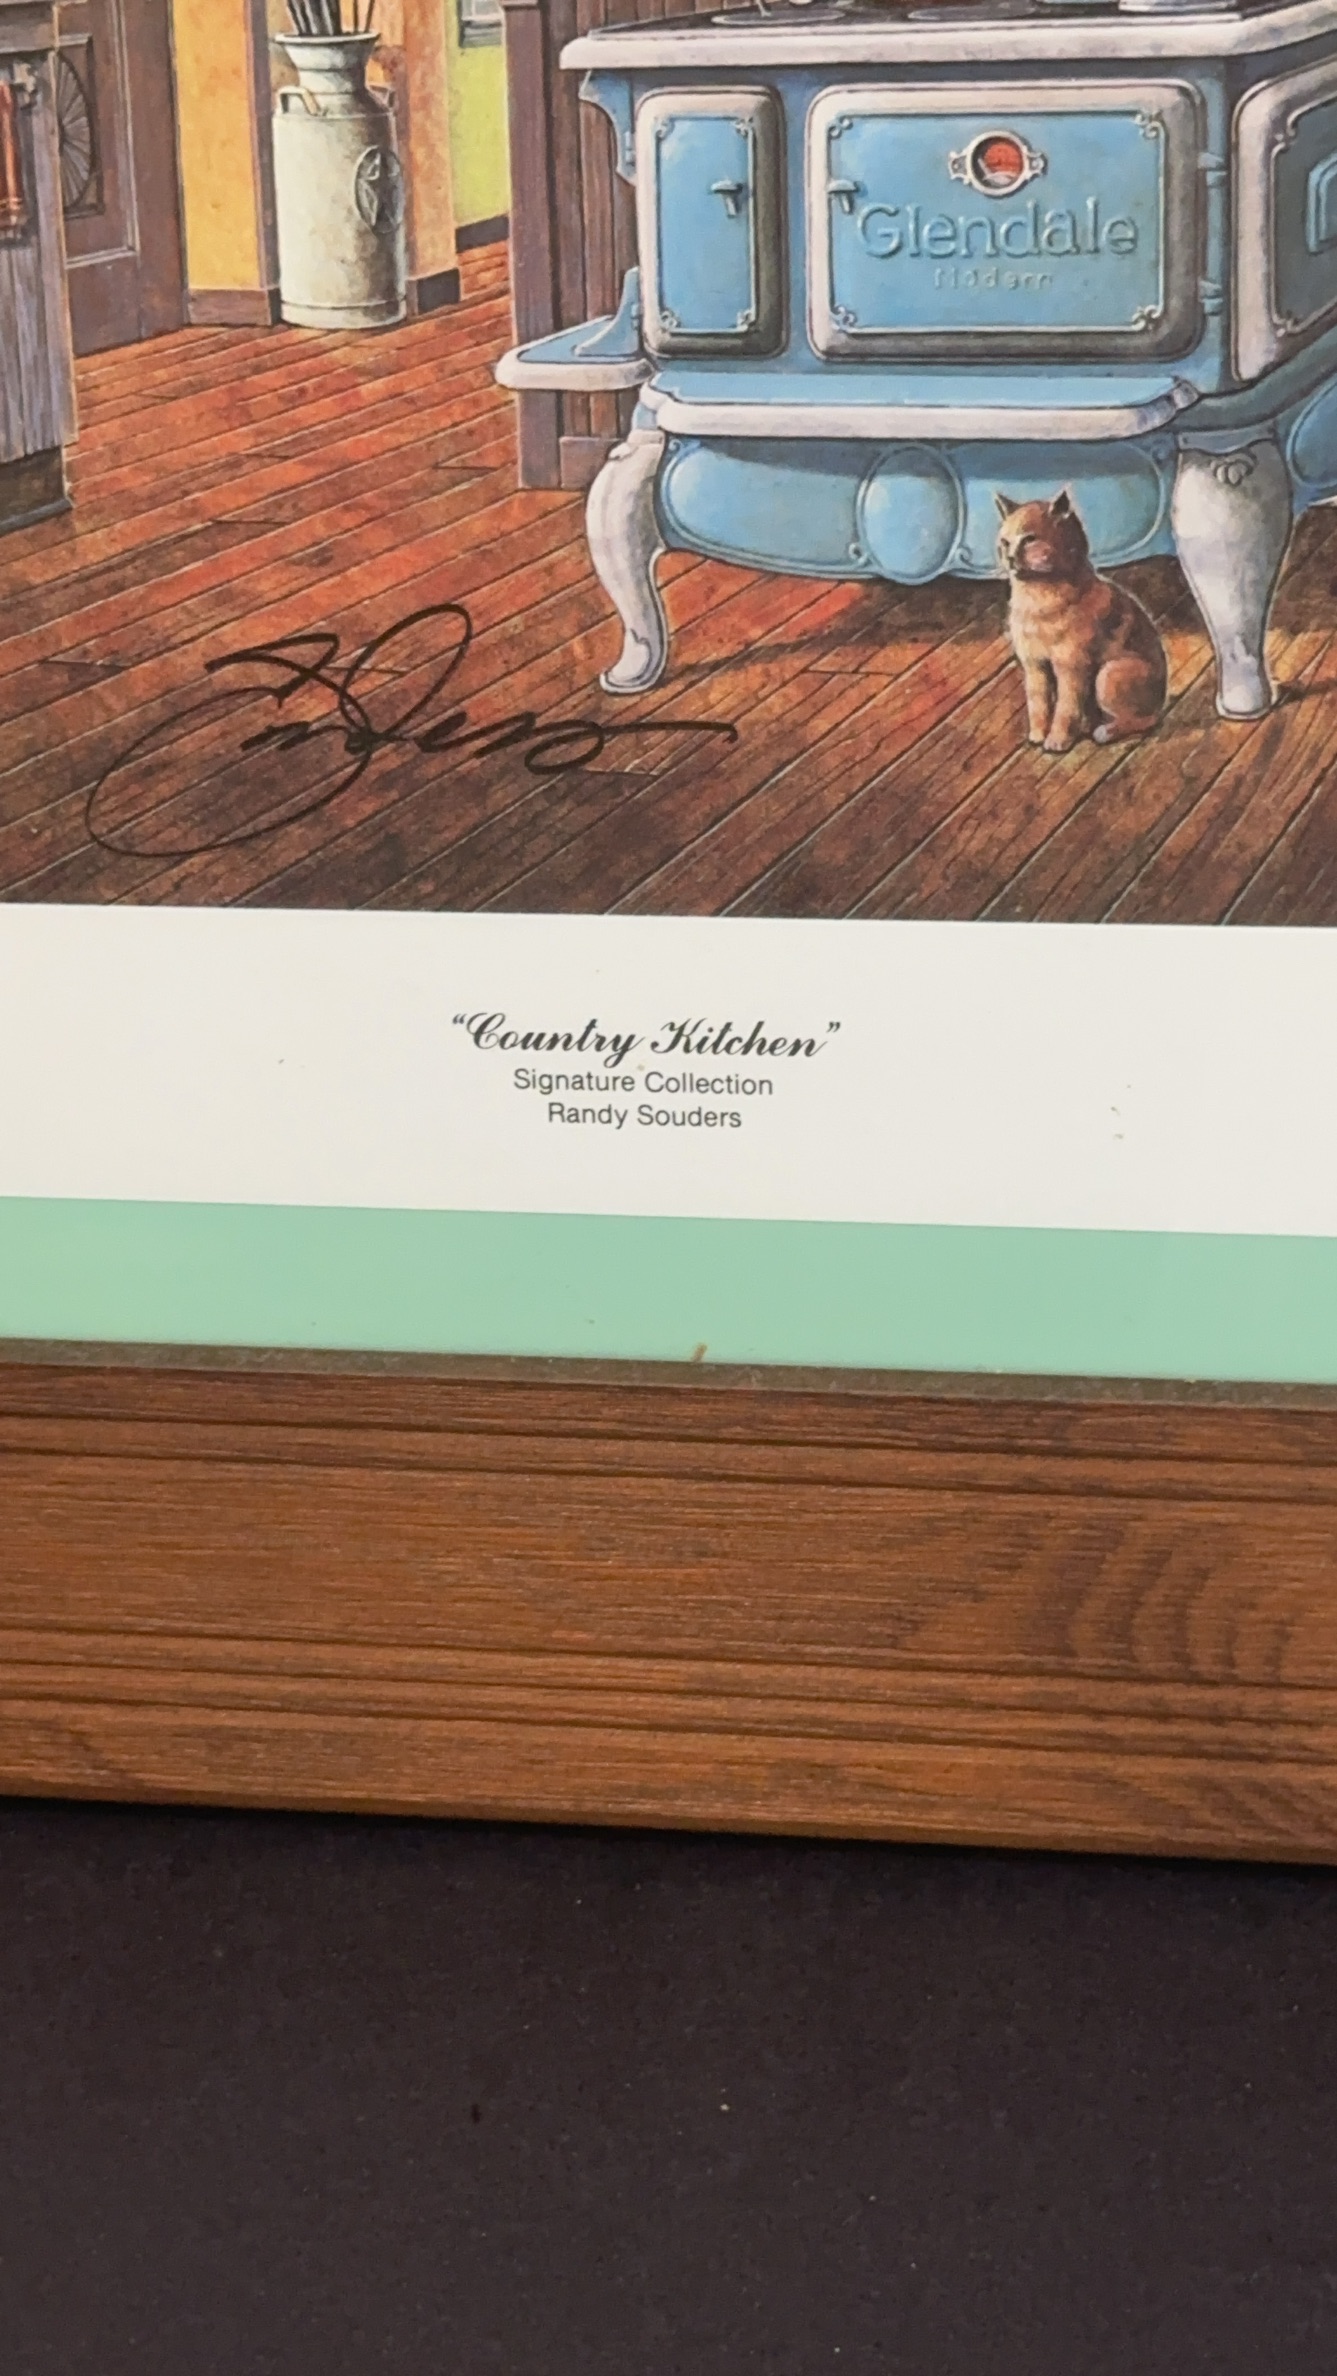 Glendale
Modern
“Country Kitchen”
Signature Collection
Randy Souders